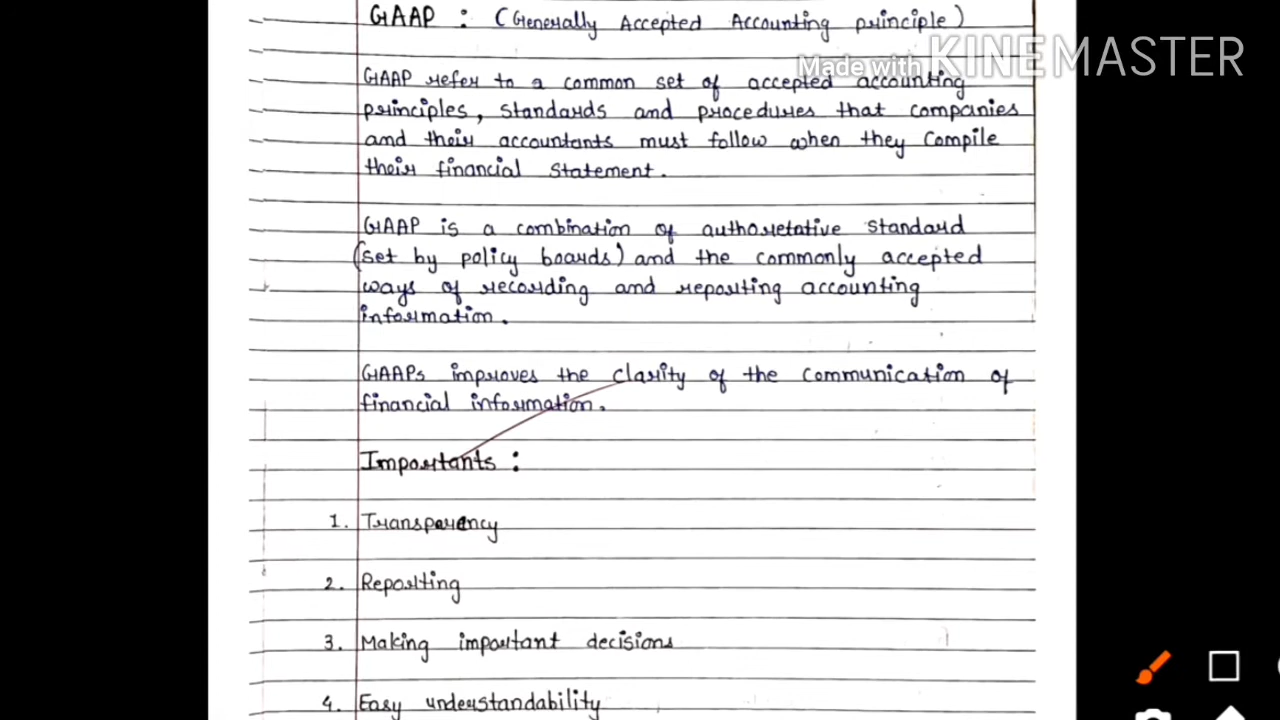 GAAP : (Generally Accepted Accounting principle)
Made with KINEMASTER
GAAP refer to a common set of accepted accounting
principles, standards and procedures that companies
and their accountants must follow when they compile
their financial statement.
GAAP is a combination of authoretative standard
(set by policy boards) and the commonly accepted
ways of recording and reporting accounting
information.
GAAPs improves the clarity of the communication of
financial information.
Importants :
1. Transparency
2. Reporting
3. Making important decisions
4. Easy understandability